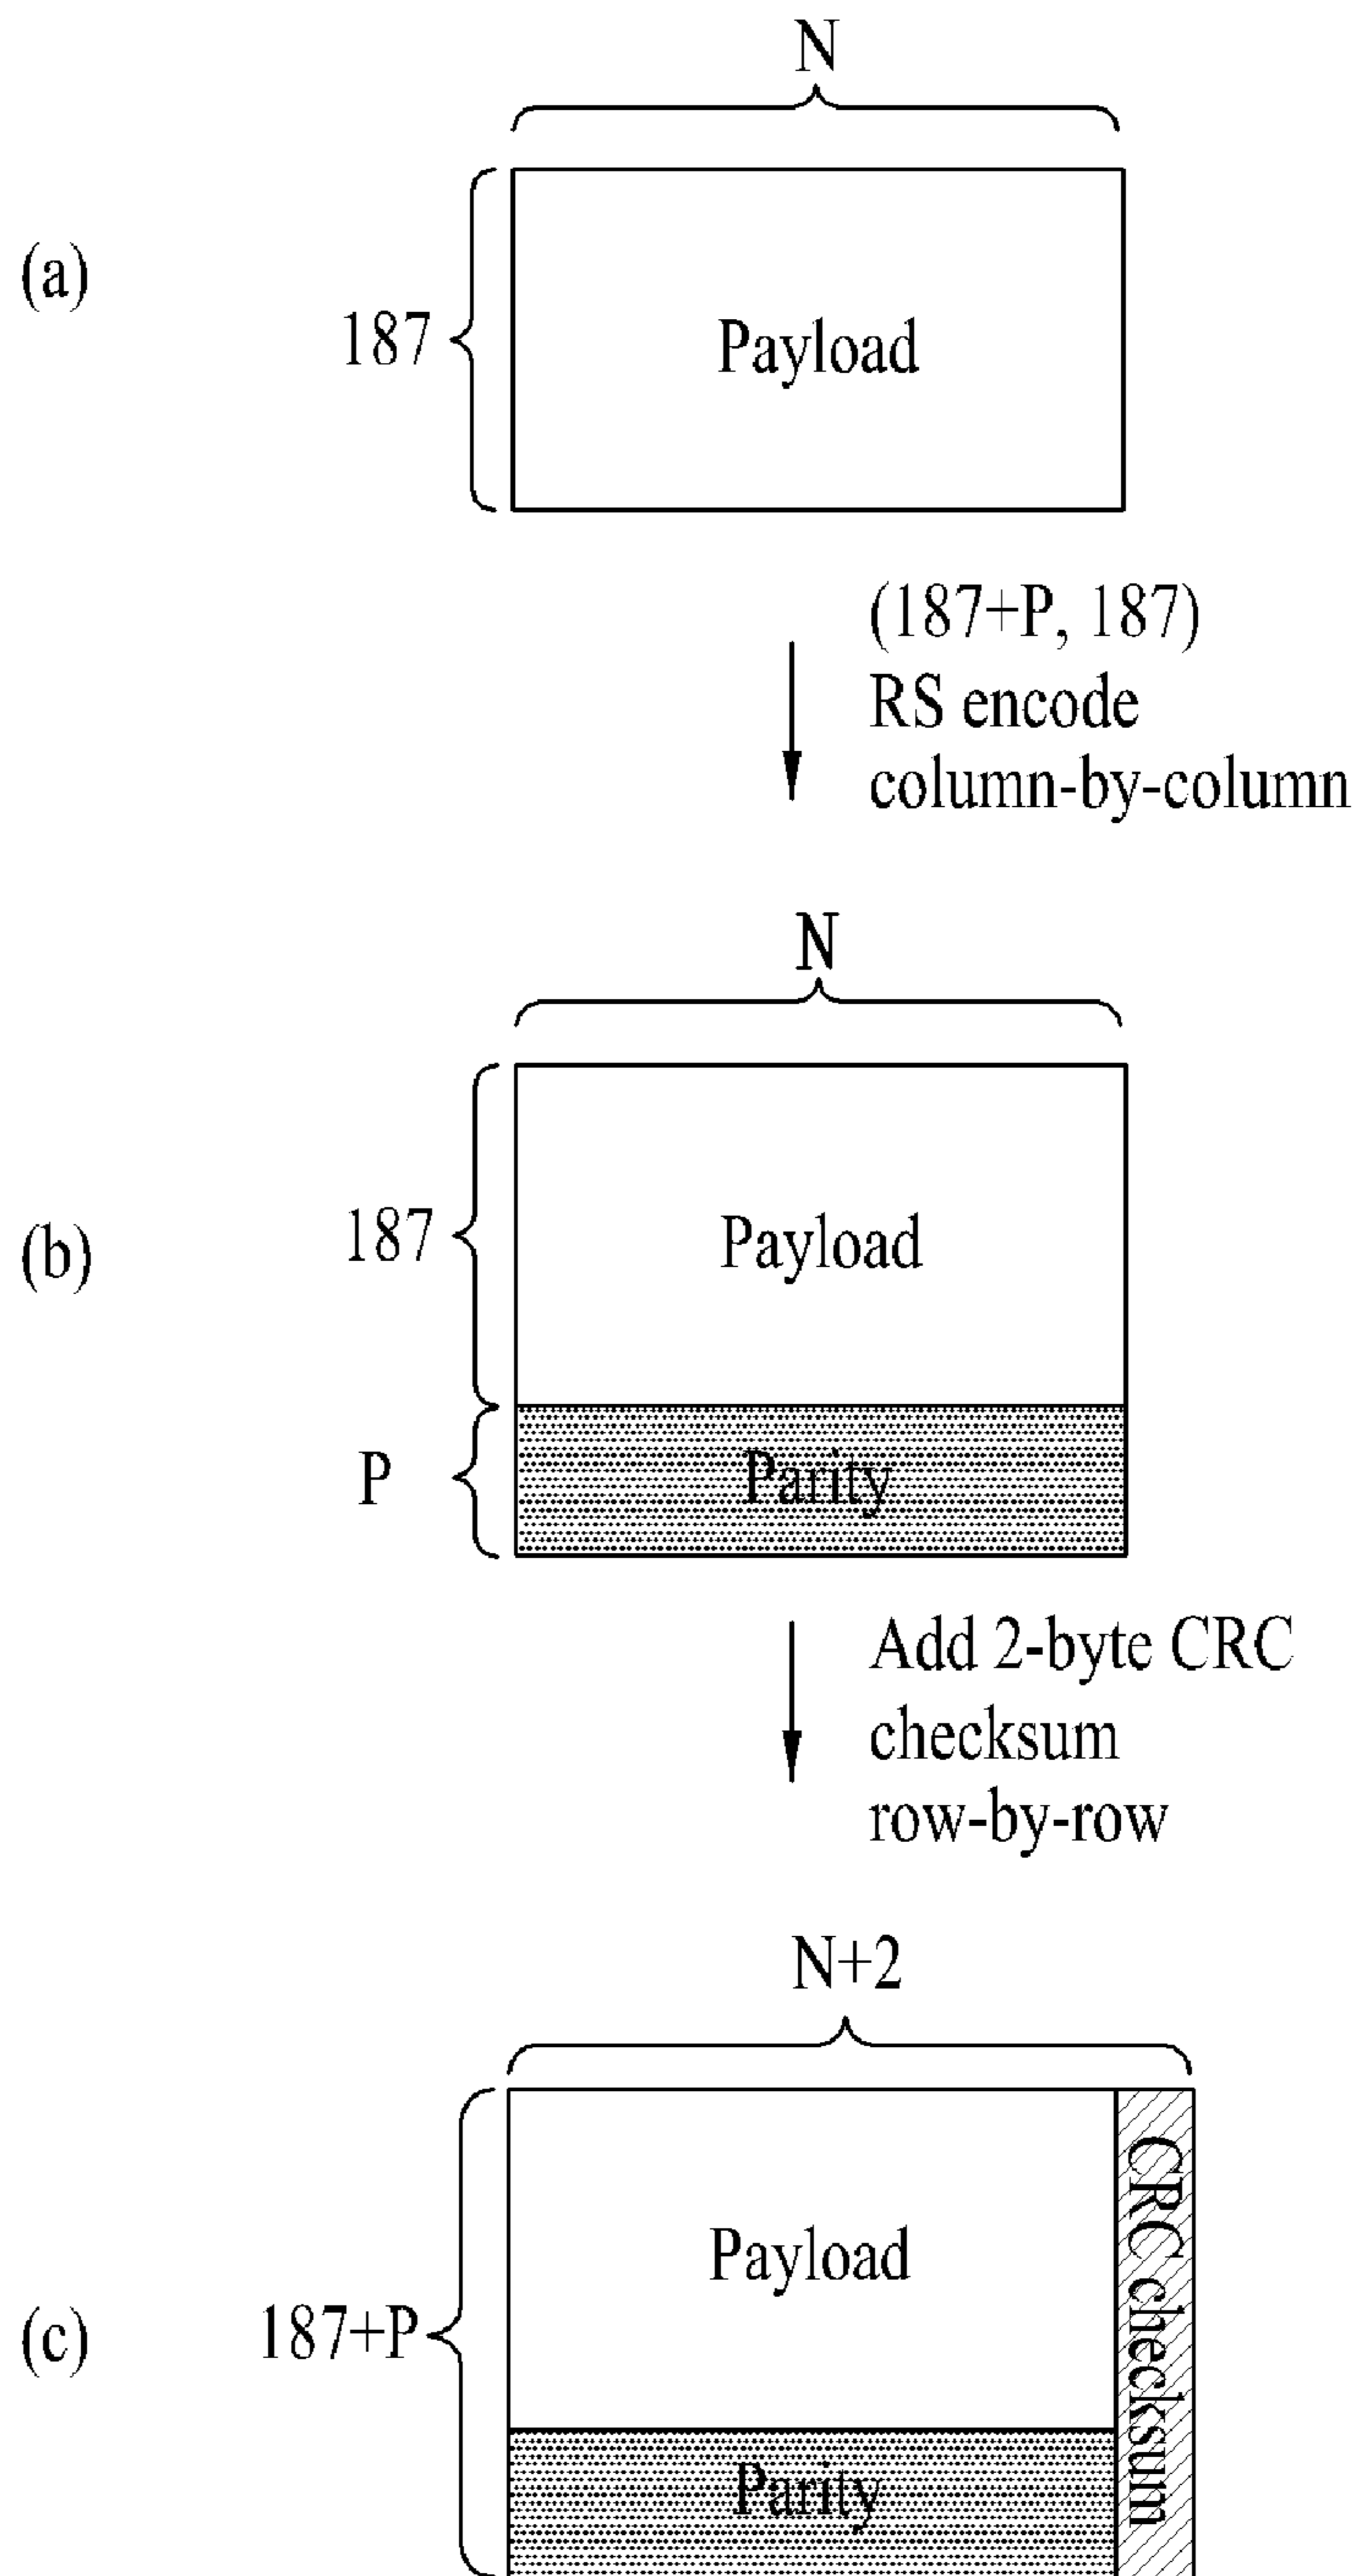 N
(a)
187
Payload
(187+P, 187)
RS encode
column-by-column
N
(b)
187
Payload
P
Parity
Add 2-byte CRC
checksum
row-by-row
N+2
(c)
187+P
Payload
CRC checksum
Parity